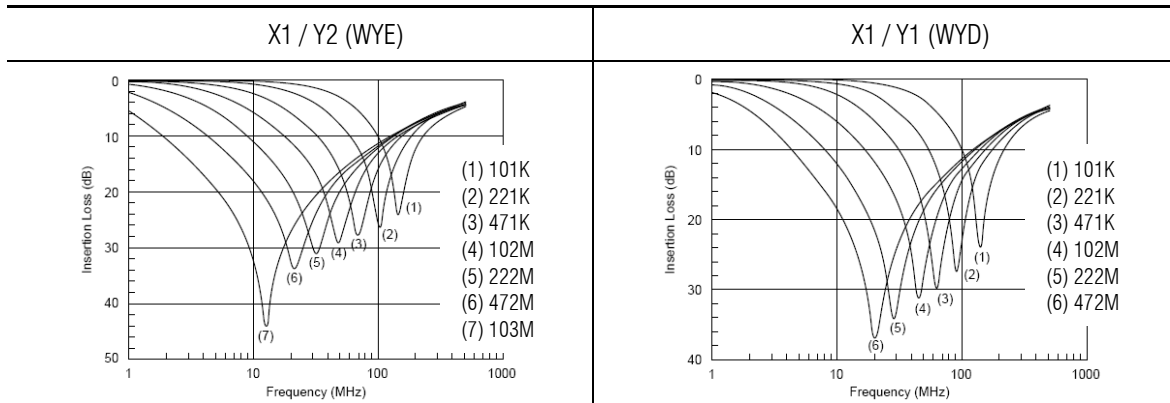 X1 / Y2 (WYE)
X1 / Y1 (WYD)
0
10
20
30
40
50
Insertion Loss (dB)
1
10
100
1000
Frequency (MHz)
(1)
(2)
(3)
(4)
(5)
(6)
(7)
(1) 101K
(2) 221K
(3) 471K
(4) 102M
(5) 222M
(6) 472M
(7) 103M
0
10
20
30
40
Insertion Loss (dB)
1
10
100
1000
Frequency (MHz)
(1)
(2)
(3)
(4)
(5)
(6)
(1) 101K
(2) 221K
(3) 471K
(4) 102M
(5) 222M
(6) 472M